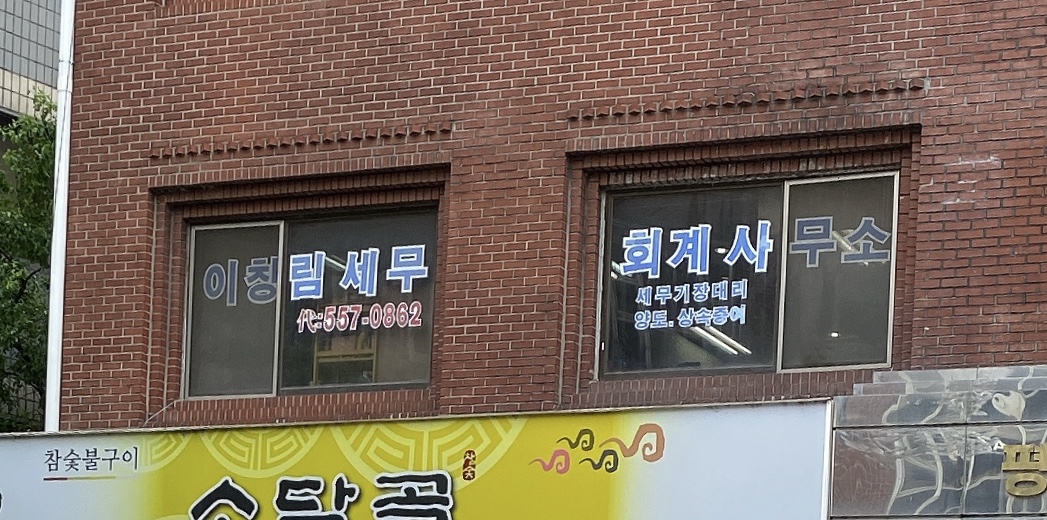 이창림 세무
代:557-0862
회계사무소
세무기장대리
양도. 상속증여
참숯불구이